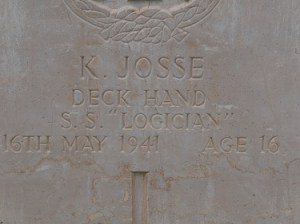 K. JOSSE
DECK HAND
S. S. "LOGICIAN"
16TH MAY 1941 AGE 16